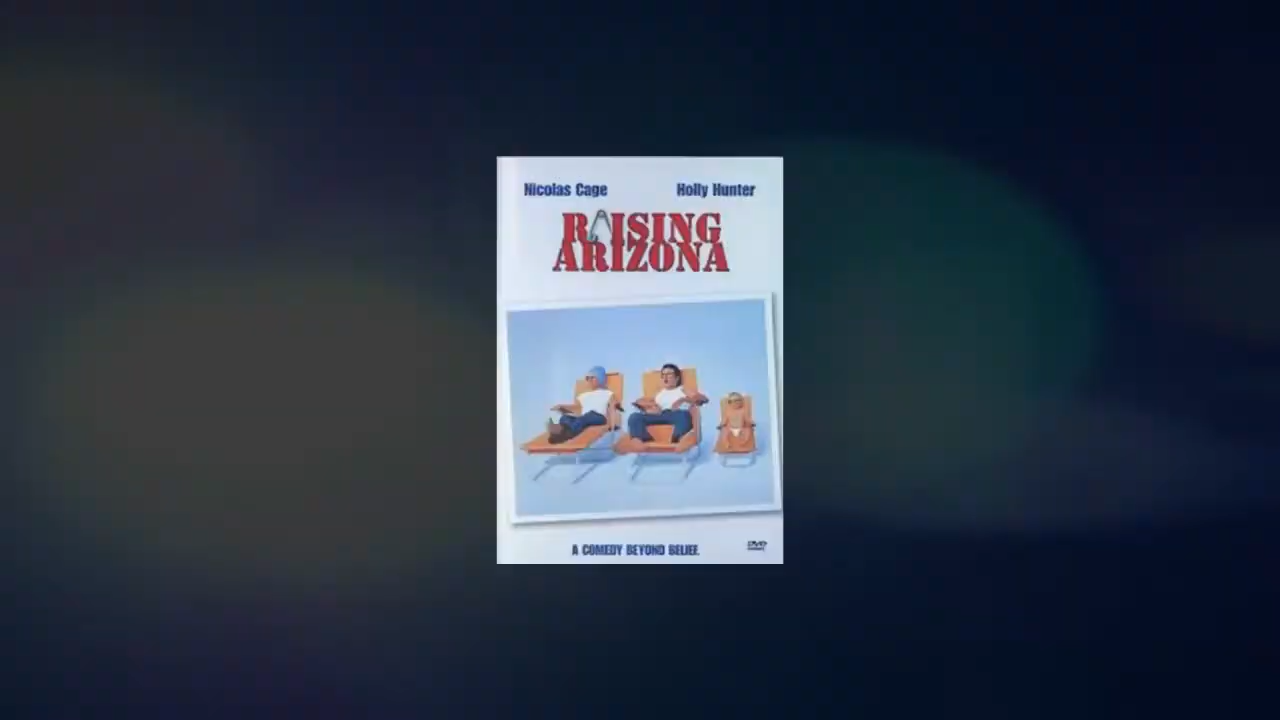 Nicolas Cage Holly Hunter
RAISING
ARIZONA
A COMEDY BEYOND BELIEF.
DVD